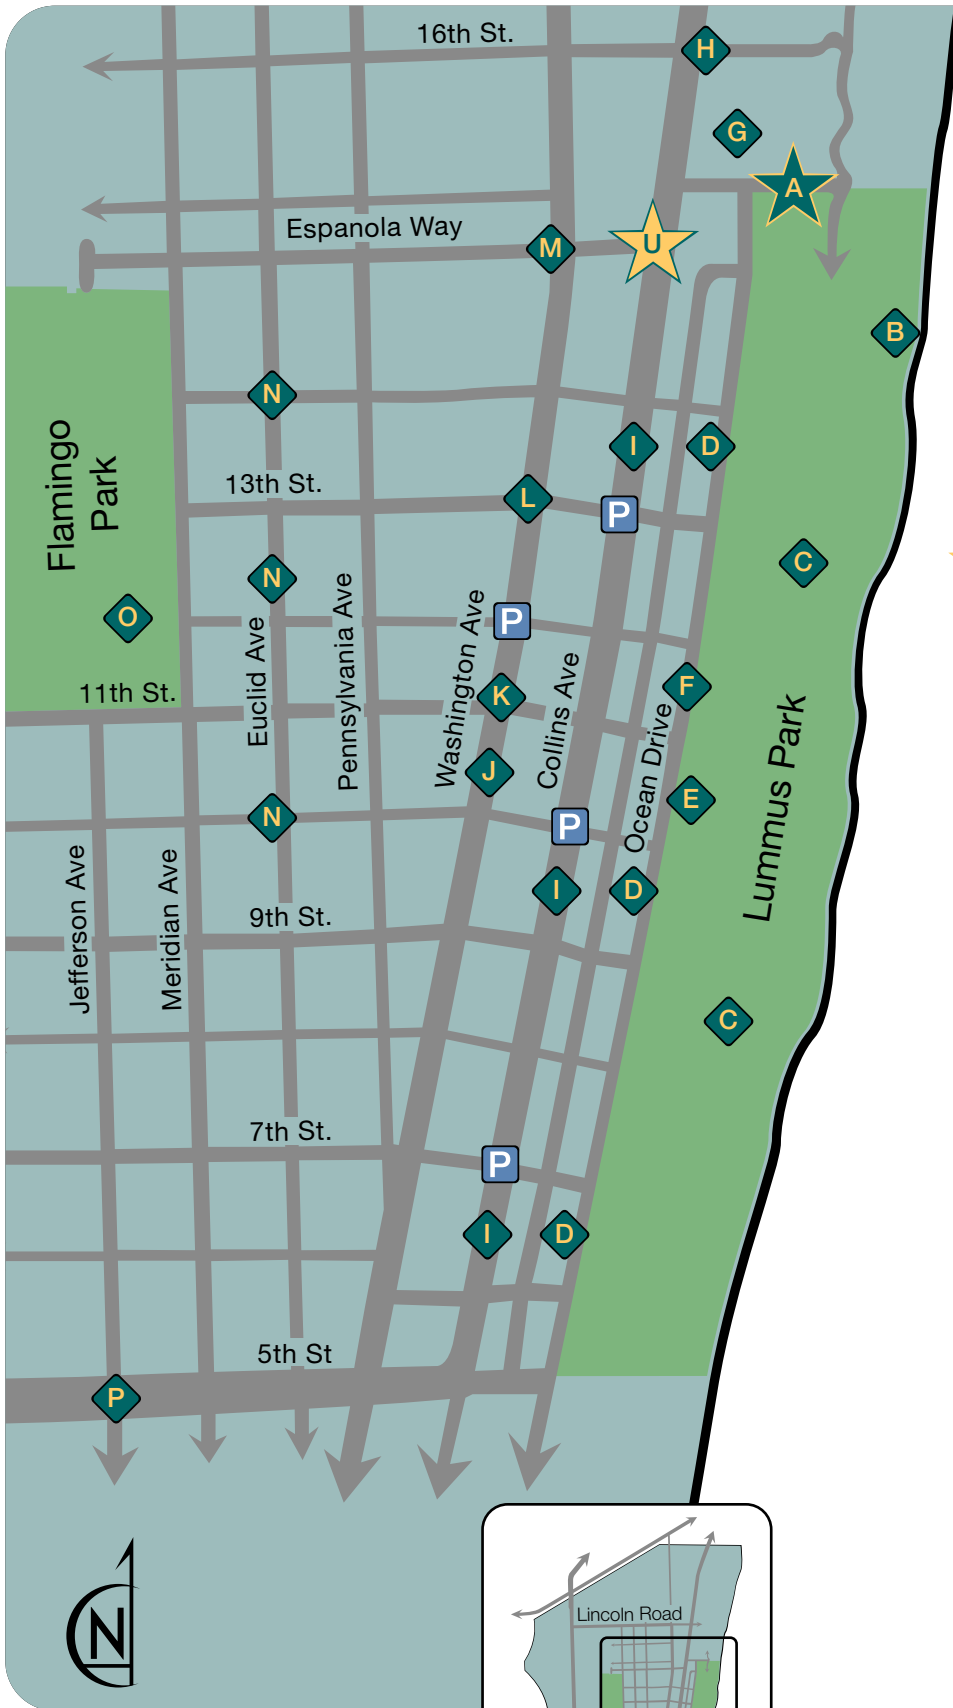 16th St.
H
G
A
Espanola Way
M
U
B
N
I
D
Flamingo
Park
13th St.
L
P
C
N
O
P
Euclid Ave
Pennsylvania Ave
Washington Ave
Collins Ave
11th St.
K
F
Ocean Drive
Lummus Park
J
E
N
P
Jefferson Ave
Meridian Ave
I
D
9th St.
C
7th St.
P
I
D
5th St
P
N
Lincoln Road